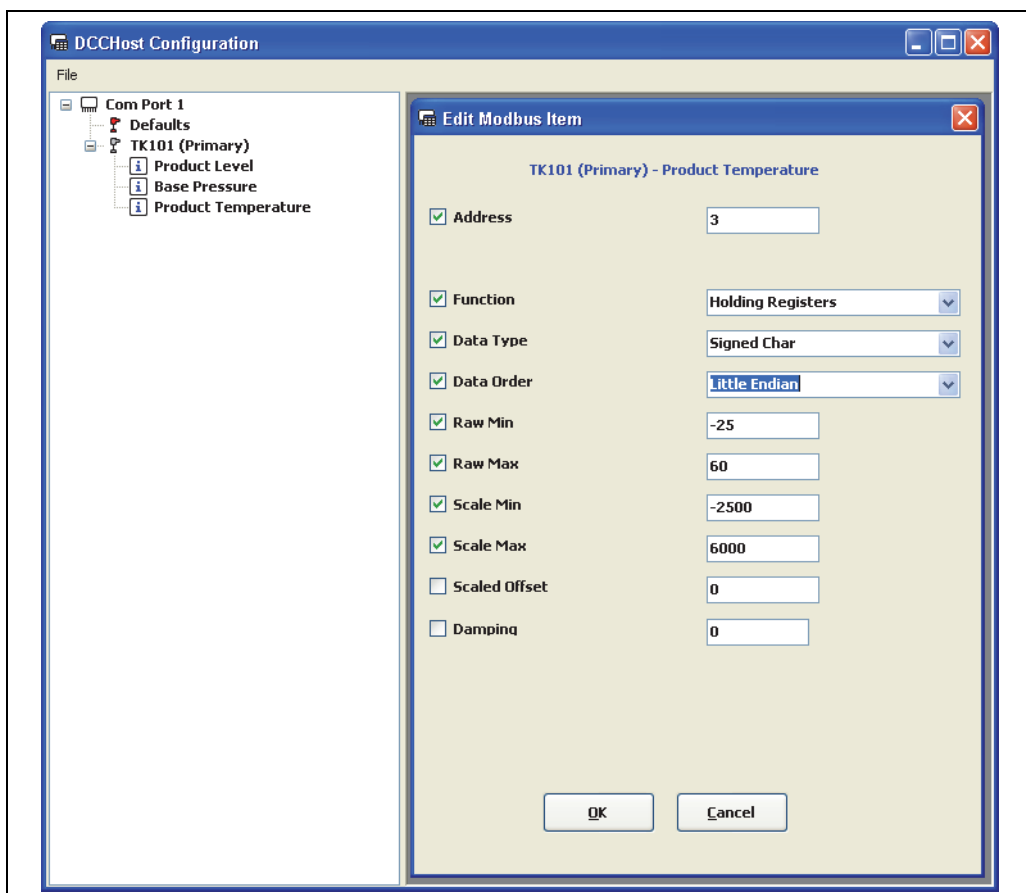 DCCHost Configuration
File
Com Port 1
Defaults
TK101 (Primary)
Product Level
Base Pressure
Product Temperature
Edit Modbus Item
TK101 (Primary) - Product Temperature
Address 3
Function Holding Registers
Data Type Signed Char
Data Order Little Endian
Raw Min -25
Raw Max 60
Scale Min -2500
Scale Max 6000
Scaled Offset 0
Damping 0
OK Cancel